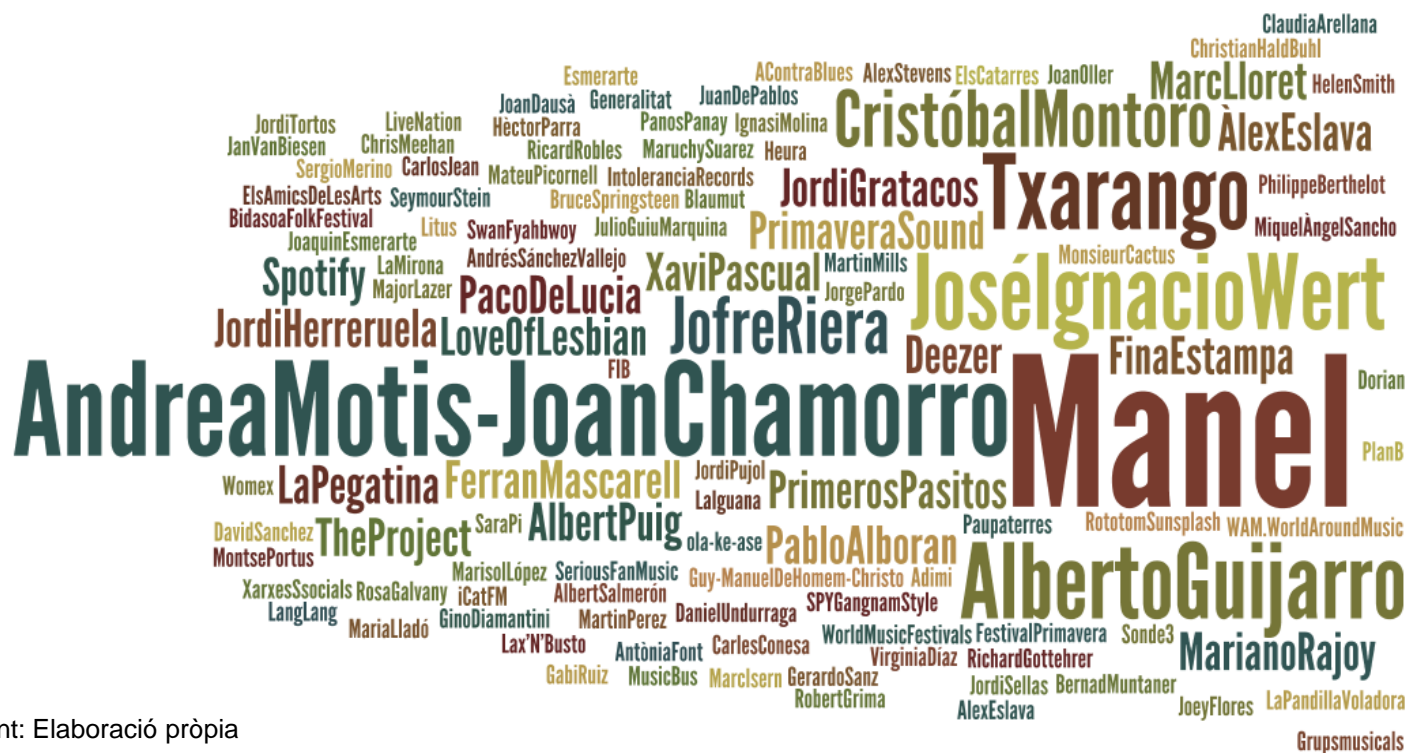 ClaudiaArellana
ChristianHaldBuhl
Esmerarte AContraBlues AlexStevens ElsCatarres JoanOller MarcLloret HelenSmith
JoanDausà Generalitat JuanDePablos CristóbalMontoro ÀlexEslava
JordiTortos LiveNation HèctorParra PanosPanay IgnasiMolina
JanVanBiesen ChrisMeehan RicardRobles MaruchySuarez Heura
SergioMerino CarlosJean MateuPicornell IntoleranciaRecords JordiGratacos Txarango PhilippeBerthelot
ElsAmicsDeLesArts SeymourStein BruceSpringsteen Blaumut
BidasoaFolkFestival Litus SwanFyahbwoy JulioGuiuMarquina PrimaveraSound MiquelÀngelSancho
JoaquinEsmerarte AndrésSánchezVallejo MonsieurCactus
Spotify LaMirona XaviPascual MartinMills JoséIgnacioWert
MajorLazer PacoDeLucia JorgePardo
JordiHerreruela LoveOfLesbian JofreRiera Deezer FinaEstampa
FIB Dorian
AndreaMotis-JoanChamorro Manel
PlanB
Womex LaPegatina FerranMascarell JordiPujol PrimerosPasitos
LaIguana
DavidSanchez TheProject SaraPi AlbertPuig ola-ke-ase PabloAlboran Paupaterres RototomSunsplash WAM.WorldAroundMusic
MontsePortus
XarxesSsocials RosaGalvany MarisolLópez SeriousFanMusic Guy-ManuelDeHomem-Christo Adimi AlbertoGuijarro
LangLang iCatFM AlbertSalmerón SPYGangnamStyle
MariaLladó GinoDiamantini MartinPerez DanielUndurraga
Lax'N'Busto AntòniaFont CarlesConesa WorldMusicFestivals FestivalPrimavera Sonde3 MarianoRajoy
VirginiaDíaz RichardGottehrer
GabiRuiz MusicBus MarcIsern GerardoSanz JordiSellas BernadMuntaner
RobertGrima AlexEslava JoeyFlores LaPandillaVoladora
nt: Elaboració pròpia
Grupsmusicals